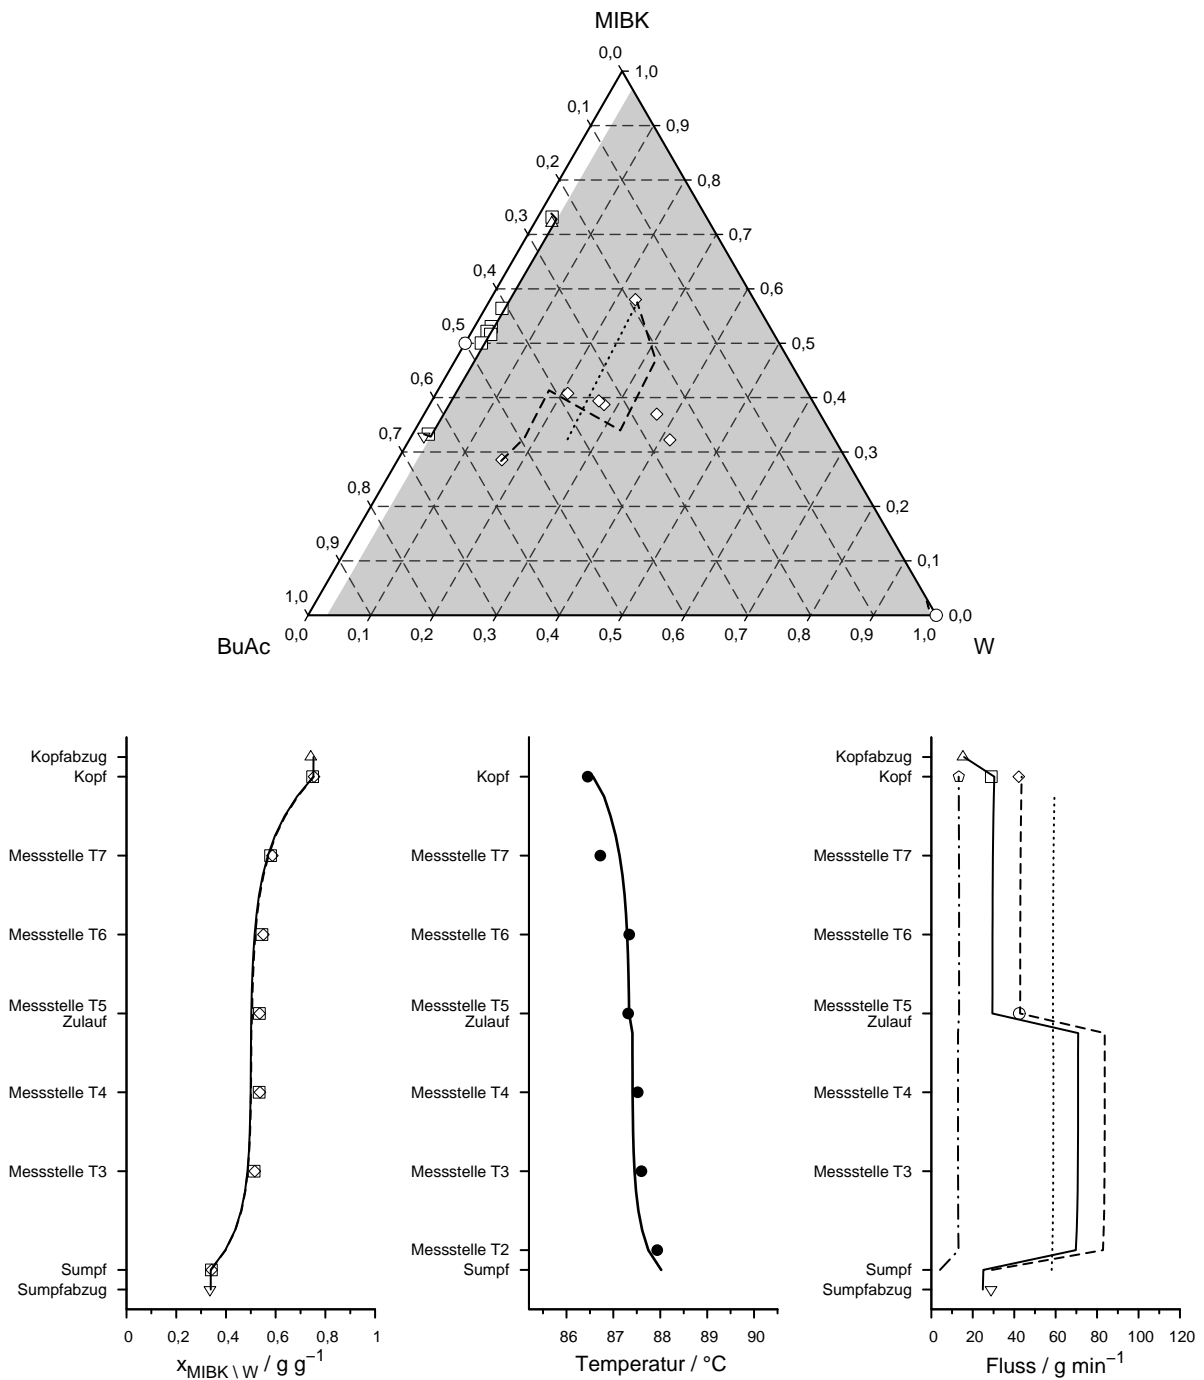 MIBK
0,0
1,0
0,1
0,9
0,2
0,8
0,3
0,7
0,4
0,6
0,5
0,5
0,6
0,4
0,7
0,3
0,8
0,2
0,9
0,1
1,0
0,0
0,0 0,1 0,2 0,3 0,4 0,5 0,6 0,7 0,8 0,9 1,0
BuAc W
Kopfabzug
Kopf
Messstelle T7
Messstelle T6
Messstelle T5
Zulauf
Messstelle T4
Messstelle T3
Sumpf
Sumpfabzug
0 0,2 0,4 0,6 0,8 1
x_MIBK \ W / g g⁻¹
Kopf
Messstelle T7
Messstelle T6
Messstelle T5
Zulauf
Messstelle T4
Messstelle T3
Messstelle T2
Sumpf
86 87 88 89 90
Temperatur / °C
Kopfabzug
Kopf
Messstelle T7
Messstelle T6
Messstelle T5
Zulauf
Messstelle T4
Messstelle T3
Sumpf
Sumpfabzug
0 40 80 120
Fluss / g min⁻¹